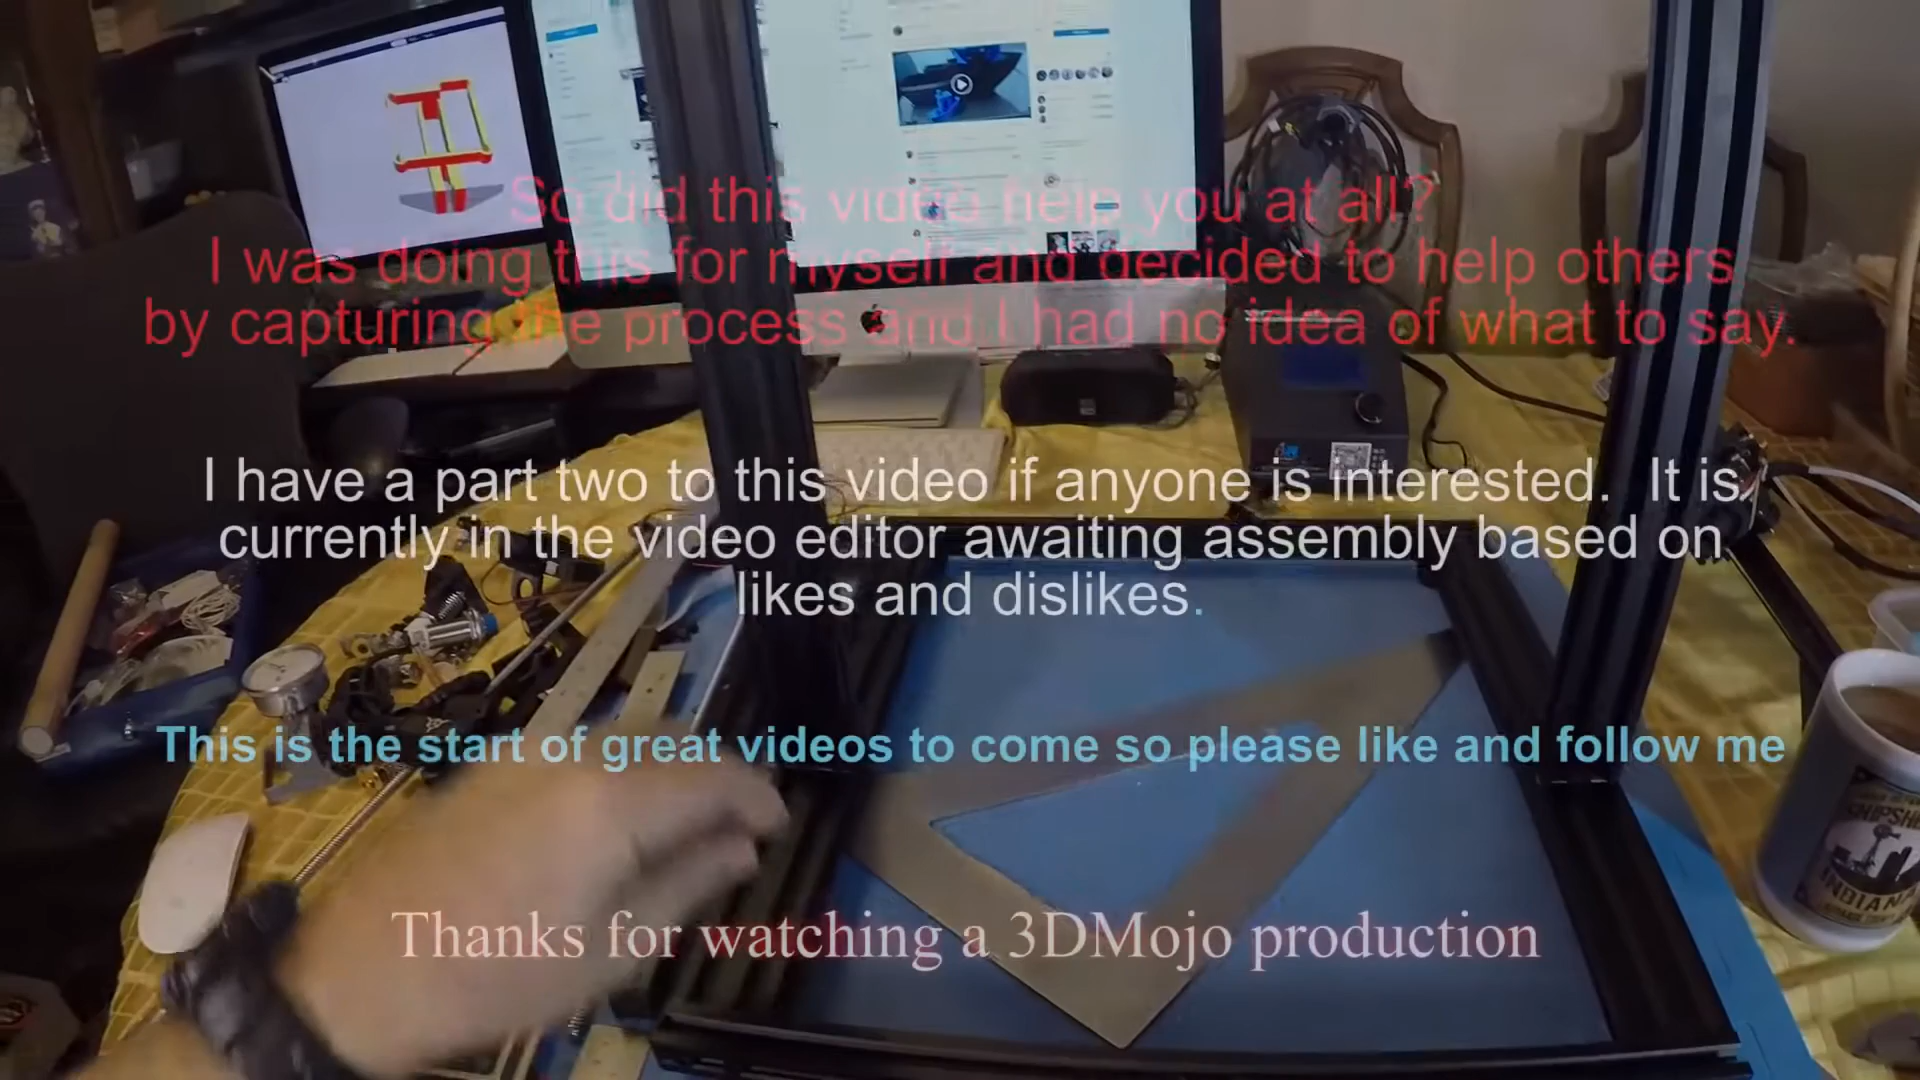 So did this video help you at all?
I was doing this for myself and decided to help others
by capturing the process and I had no idea of what to say.
I have a part two to this video if anyone is interested.  It is
currently in the video editor awaiting assembly based on
likes and dislikes.
This is the start of great videos to come so please like and follow me
Thanks for watching a 3DMojo production
INDIANA